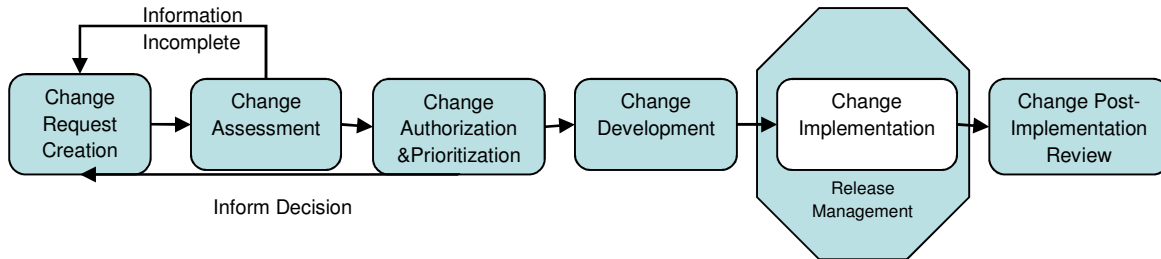 Information
Incomplete
Change
Request
Creation
Change
Assessment
Change
Authorization
&Prioritization
Change
Development
Change
Implementation
Release
Management
Change Post-
Implementation
Review
Inform Decision